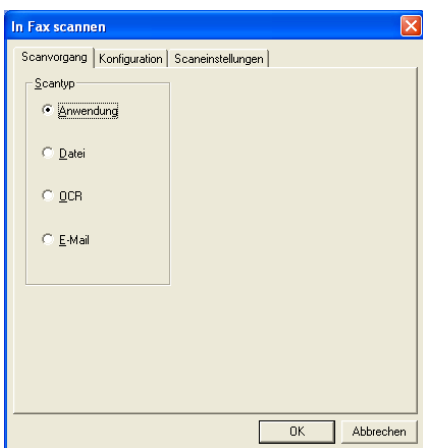 In Fax scannen
Scanvorgang Konfiguration Scaneinstellungen
Scantyp
Anwendung
Datei
OCR
E-Mail
OK Abbrechen